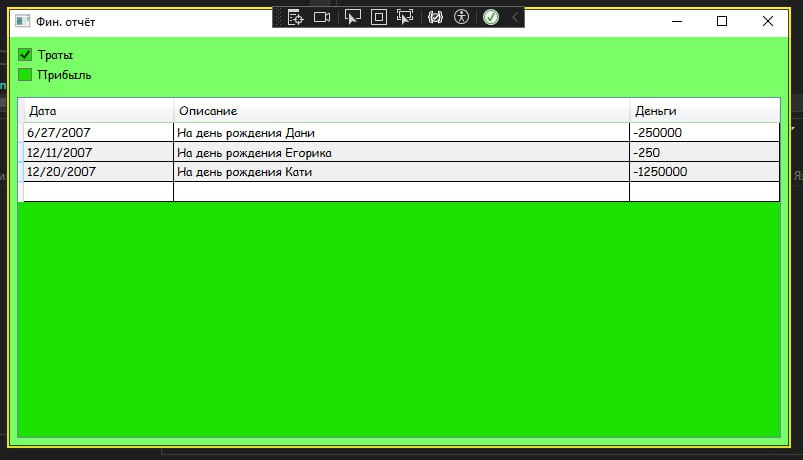 Фин. отчёт
Траты
Прибыль
Дата Описание Деньги
6/27/2007 На день рождения Дани -250000
12/11/2007 На день рождения Егорика -250
12/20/2007 На день рождения Кати -1250000